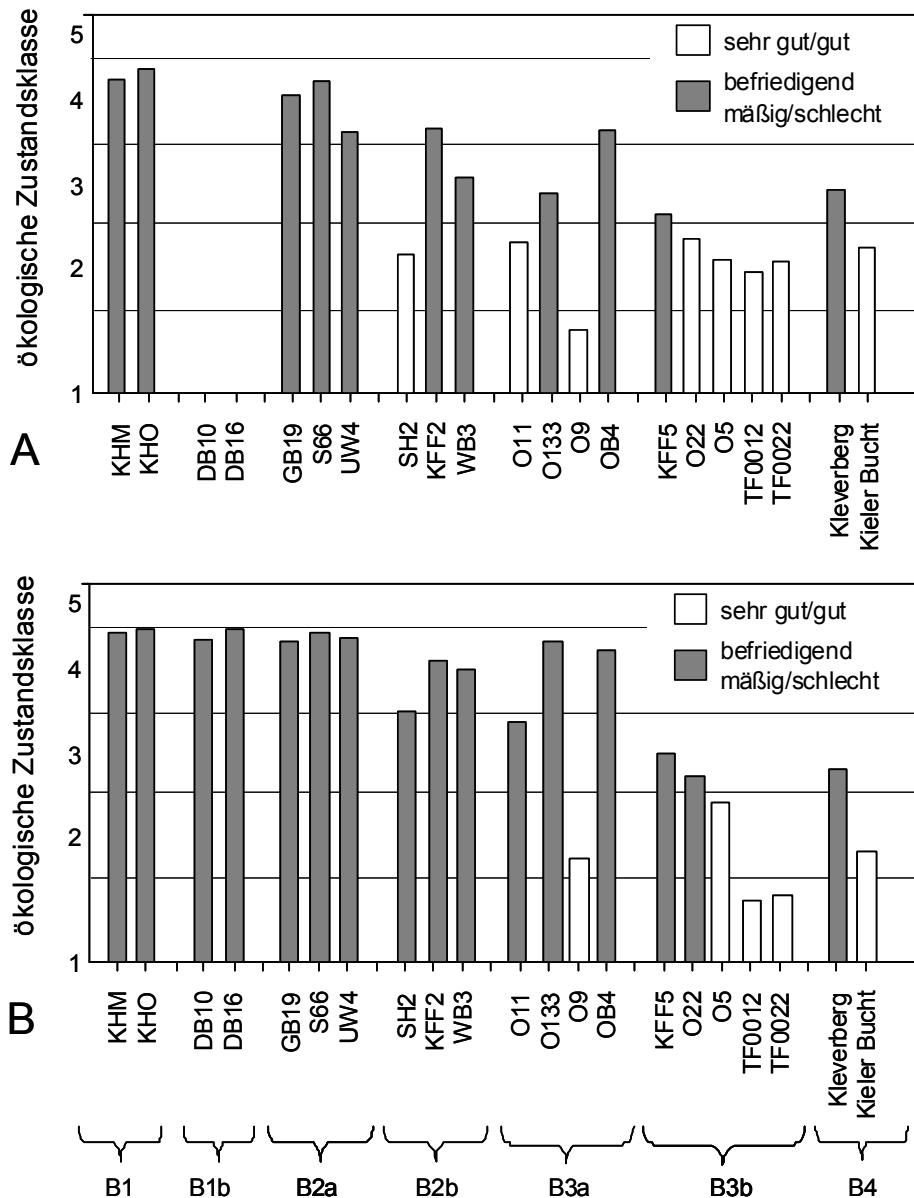 5
4
3
2
1
ökologische Zustandsklasse
sehr gut/gut
befriedigend
mäßig/schlecht
A
KHM
KHO
DB10
DB16
GB19
S66
UW4
SH2
KFF2
WB3
O11
O133
O9
OB4
KFF5
O22
O5
TF0012
TF0022
Kleverberg
Kieler Bucht
5
4
3
2
1
ökologische Zustandsklasse
sehr gut/gut
befriedigend
mäßig/schlecht
B
KHM
KHO
DB10
DB16
GB19
S66
UW4
SH2
KFF2
WB3
O11
O133
O9
OB4
KFF5
O22
O5
TF0012
TF0022
Kleverberg
Kieler Bucht
B1
B1b
B2a
B2b
B3a
B3b
B4